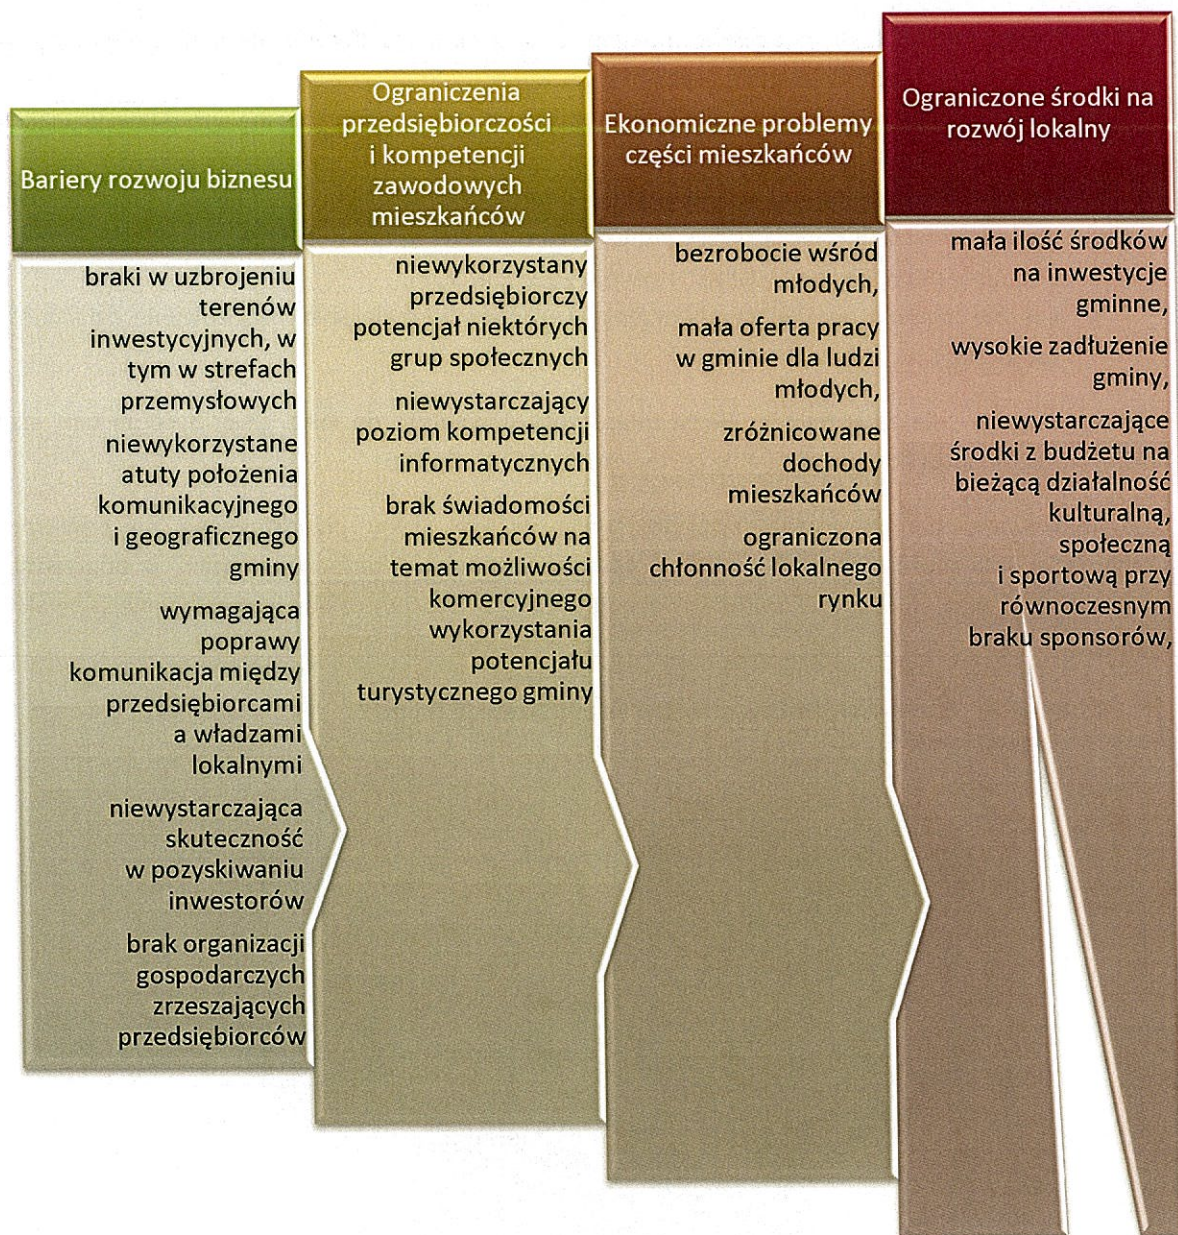 Bariery rozwoju biznesu
braki w uzbrojeniu
terenów
inwestycyjnych, w
tym w strefach
przemysłowych
niewykorzystane
atuty położenia
komunikacyjnego
i geograficznego
gminy
wymagająca
poprawy
komunikacja między
przedsiębiorcami
a władzami
lokalnymi
niewystarczająca
skuteczność
w pozyskiwaniu
inwestorów
brak organizacji
gospodarczych
zrzeszających
przedsiębiorców
Ograniczenia
przedsiębiorczości
i kompetencji
zawodowych
mieszkańców
niewykorzystany
przedsiębiorczy
potencjał niektórych
grup społecznych
niewystarczający
poziom kompetencji
informatycznych
brak świadomości
mieszkańców na
temat możliwości
komercyjnego
wykorzystania
potencjału
turystycznego gminy
Ekonomiczne problemy
części mieszkańców
bezrobocie wśród
młodych,
mała oferta pracy
w gminie dla ludzi
młodych,
zróżnicowane
dochody
mieszkańców
ograniczona
chłonność lokalnego
rynku
Ograniczone środki na
rozwój lokalny
mała ilość środków
na inwestycje
gminne,
wysokie zadłużenie
gminy,
niewystarczające
środki z budżetu na
bieżącą działalność
kulturalną,
społeczną
i sportową przy
równoczesnym
braku sponsorów,